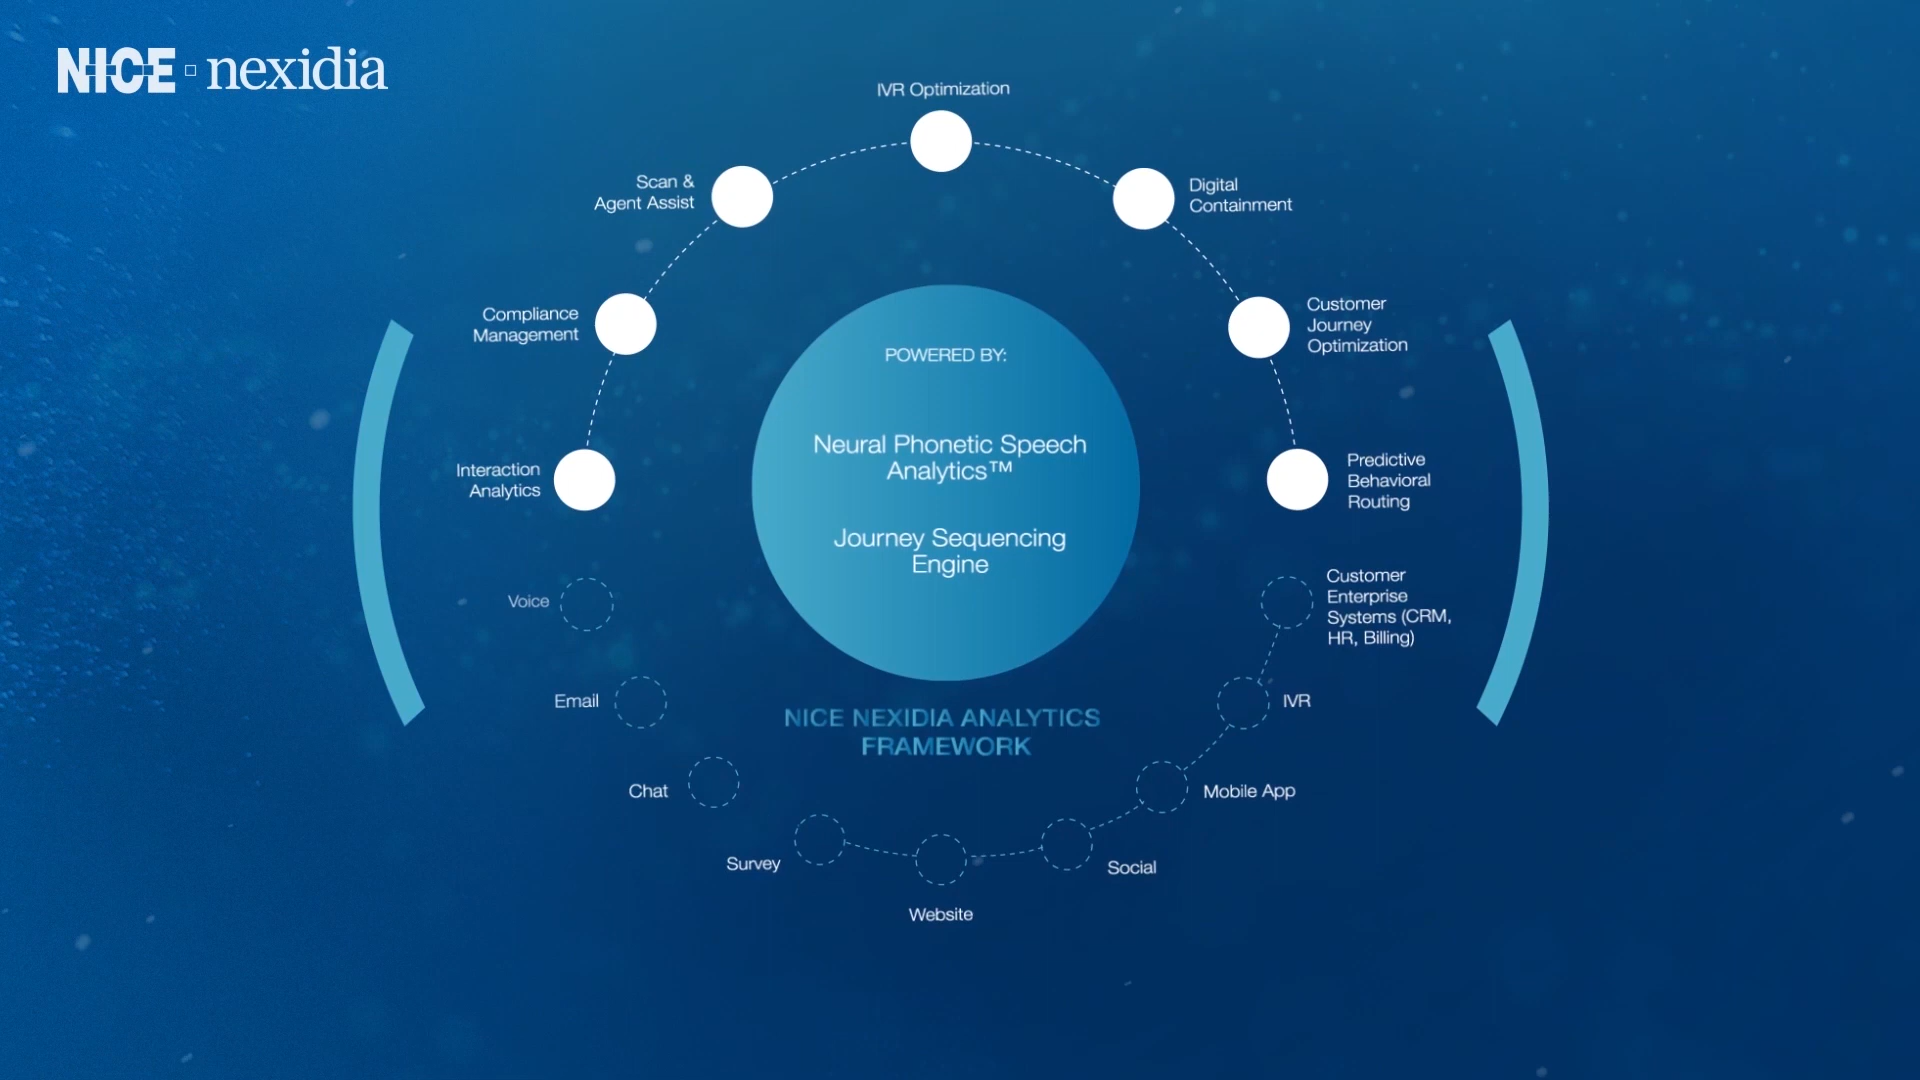 NICE nexidia
IVR Optimization
Scan &
Agent Assist
Digital
Containment
Compliance
Management
Customer
Journey
Optimization
Interaction
Analytics
Predictive
Behavioral
Routing
POWERED BY:
Neural Phonetic Speech
Analytics™
Journey Sequencing
Engine
NICE NEXIDIA ANALYTICS
FRAMEWORK
Voice
Email
Chat
Survey
Website
Social
Mobile App
IVR
Customer
Enterprise
Systems (CRM,
HR, Billing)